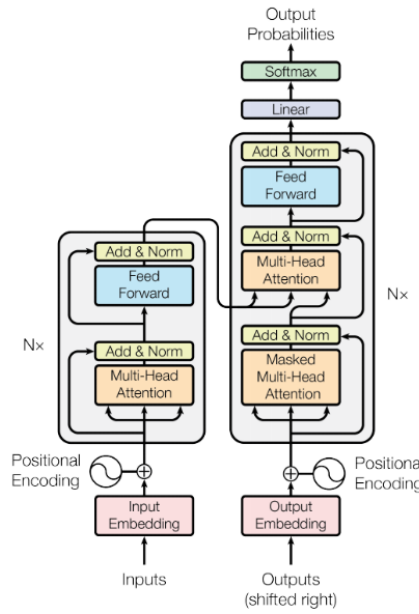 Output
Probabilities
Softmax
Linear
Add & Norm
Feed
Forward
Add & Norm
Multi-Head
Attention
Nx
Add & Norm
Masked
Multi-Head
Attention
Positional
Encoding
Output
Embedding
Outputs
(shifted right)
Add & Norm
Feed
Forward
Nx
Add & Norm
Multi-Head
Attention
Positional
Encoding
Input
Embedding
Inputs